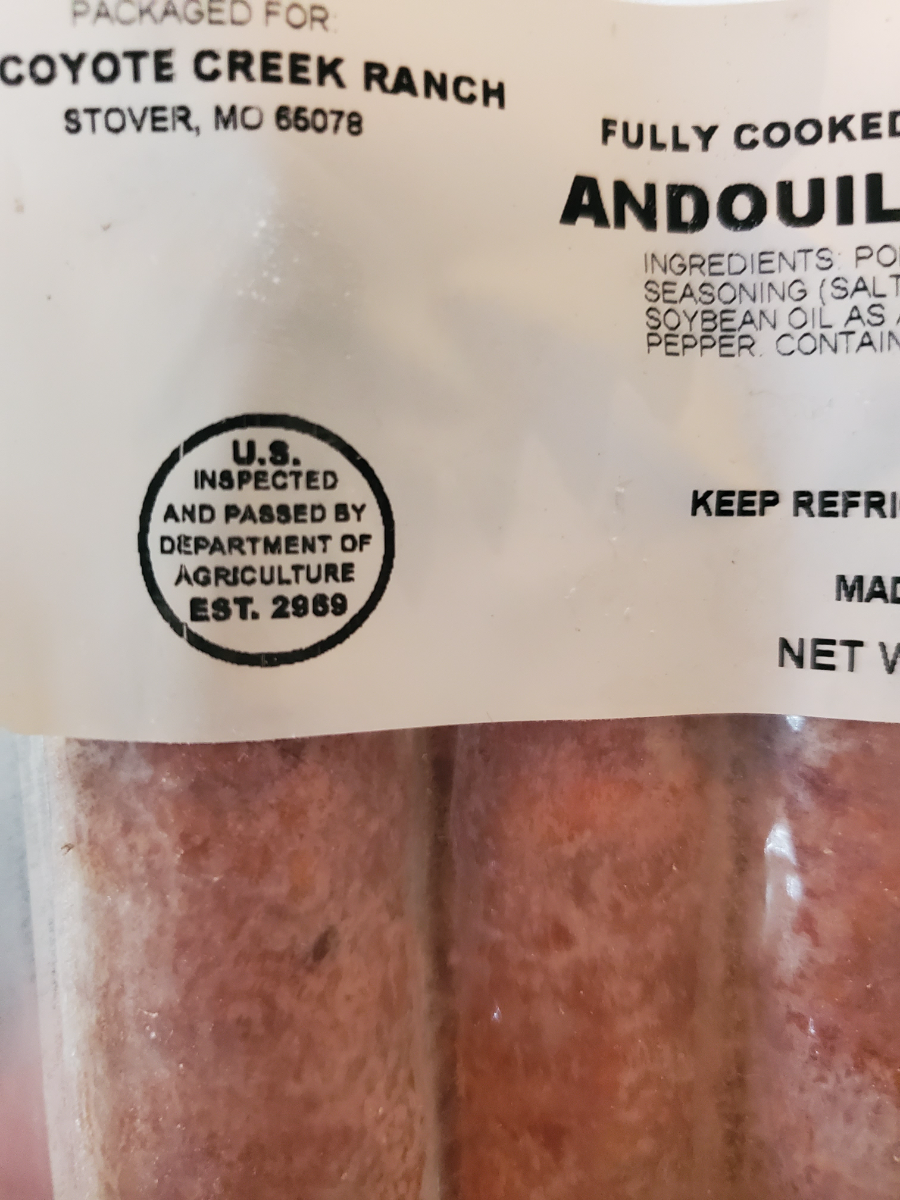 PACKAGED FOR:
COYOTE CREEK RANCH
STOVER, MO 65078
FULLY COOKED
ANDOUIL
INGREDIENTS: PO
SEASONING (SALT
SOYBEAN OIL AS A
PEPPER. CONTAIN
KEEP REFRI
MAD
NET
U.S.
INSPECTED
AND PASSED BY
DEPARTMENT OF
AGRICULTURE
EST. 2969